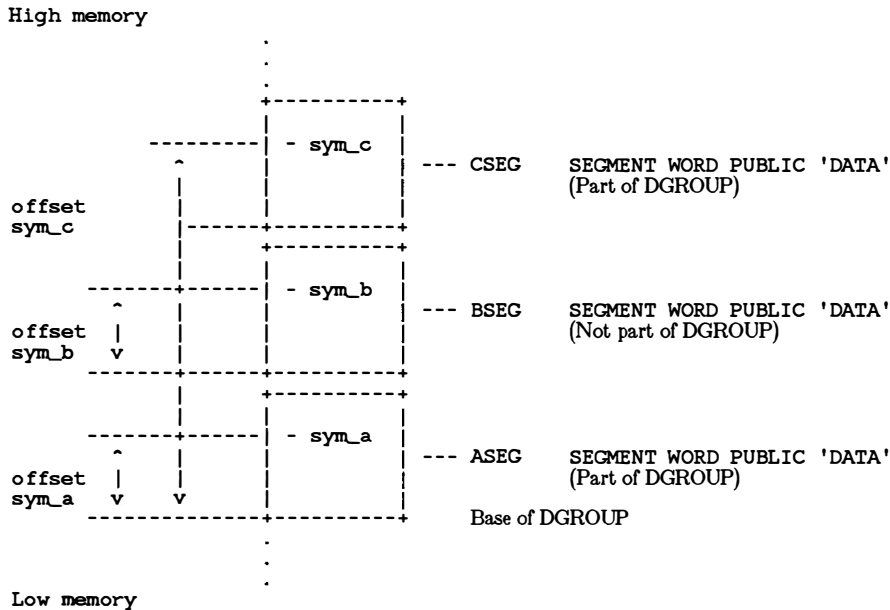 High memory
sym_c
--- CSEG SEGMENT WORD PUBLIC 'DATA'
(Part of DGROUP)
offset
sym_c
sym_b
--- BSEG SEGMENT WORD PUBLIC 'DATA'
(Not part of DGROUP)
offset
sym_b v
sym_a
--- ASEG SEGMENT WORD PUBLIC 'DATA'
(Part of DGROUP)
offset
sym_a v v
Base of DGROUP
Low memory